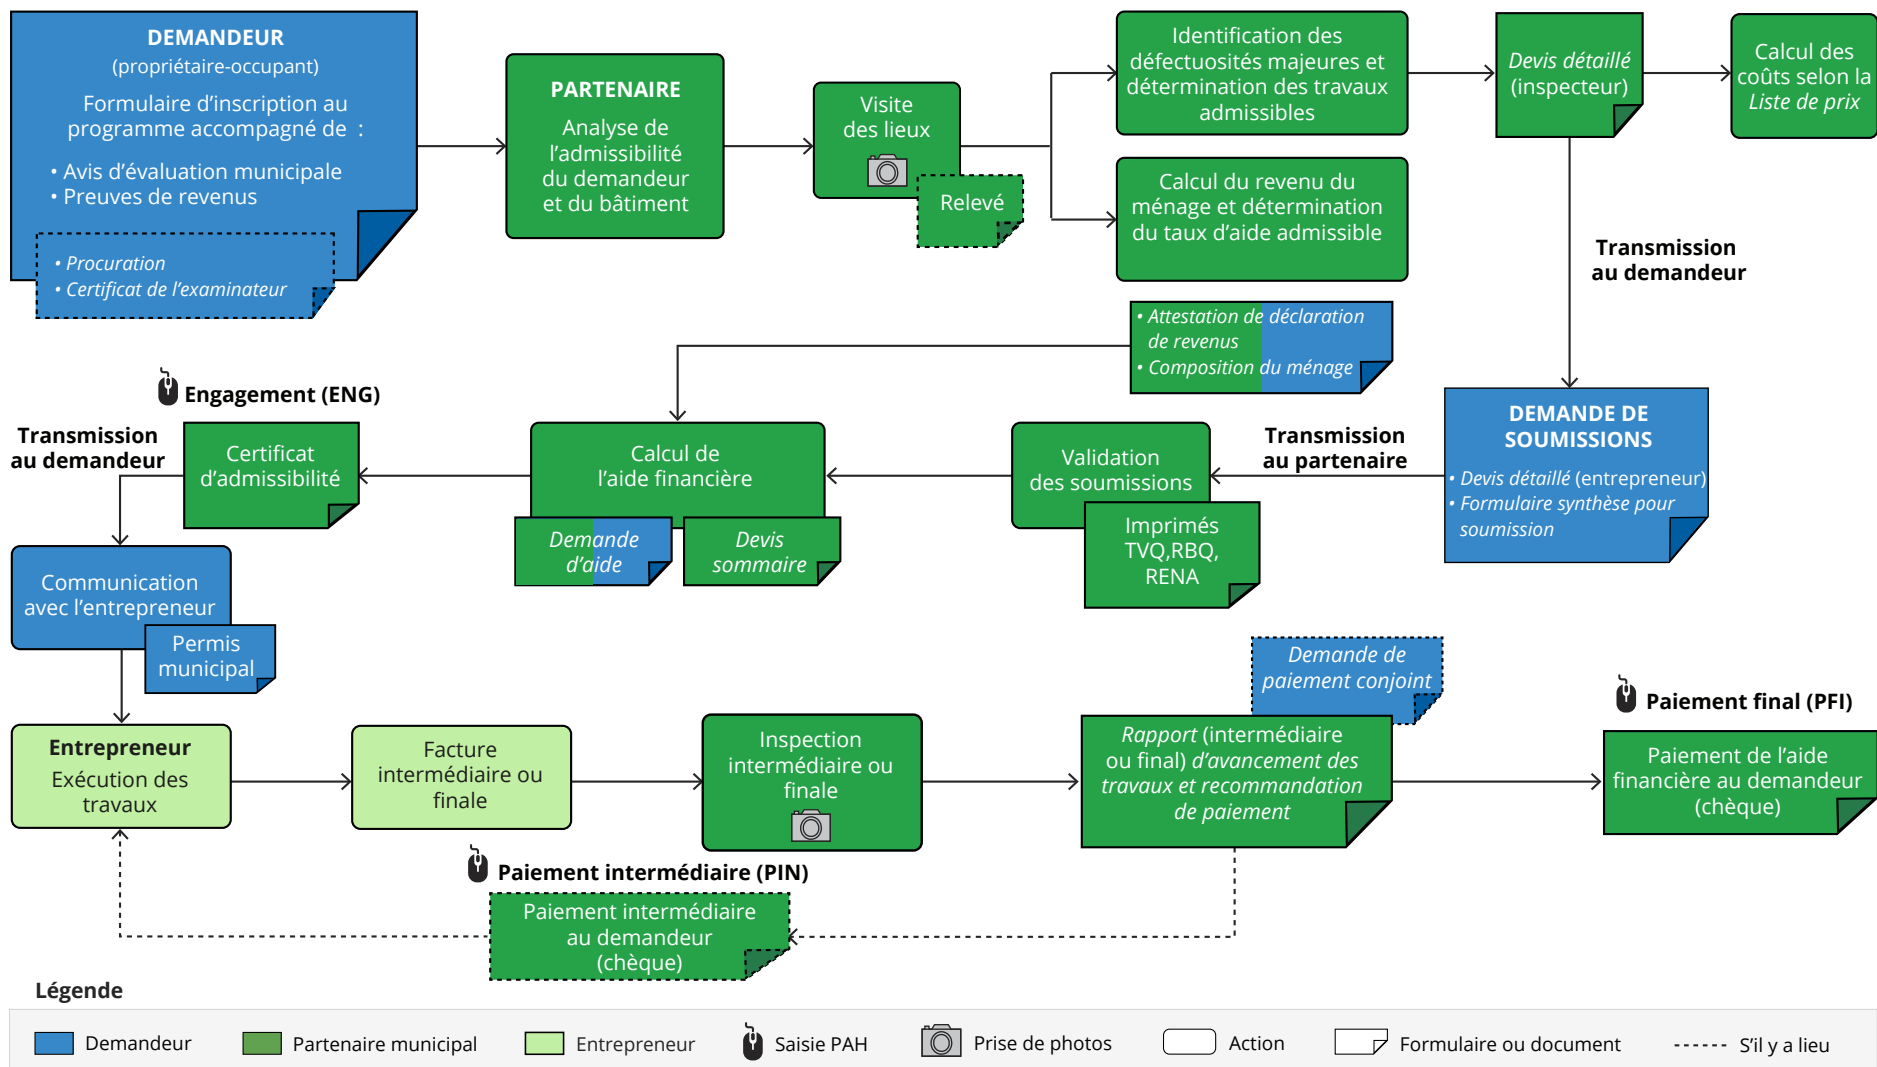 DEMANDEUR
(propriétaire-occupant)
Formulaire d'inscription au
programme accompagné de :
• Avis d'évaluation municipale
• Preuves de revenus
• Procuration
• Certificat de l'examinateur
PARTENAIRE
Analyse de
l'admissibilité
du demandeur
et du bâtiment
Visite
des lieux
Relevé
Identification des
défectuosités majeures et
détermination des travaux
admissibles
Calcul du revenu du
ménage et détermination
du taux d'aide admissible
Devis détaillé
(inspecteur)
Calcul des
coûts selon la
Liste de prix
Transmission
au demandeur
• Attestation de déclaration
de revenus
• Composition du ménage
DEMANDE DE
SOUMISSIONS
• Devis détaillé (entrepreneur)
• Formulaire synthèse pour
soumission
Transmission
au partenaire
Validation
des soumissions
Imprimés
TVQ,RBQ,
RENA
Calcul de
l'aide financière
Demande
d'aide
Devis
sommaire
Engagement (ENG)
Certificat
d'admissibilité
Transmission
au demandeur
Communication
avec l'entrepreneur
Permis
municipal
Entrepreneur
Exécution des
travaux
Facture
intermédiaire ou
finale
Inspection
intermédiaire ou
finale
Demande de
paiement conjoint
Rapport (intermédiaire
ou final) d'avancement des
travaux et recommandation
de paiement
Paiement final (PFI)
Paiement de l'aide
financière au demandeur
(chèque)
Paiement intermédiaire (PIN)
Paiement intermédiaire
au demandeur
(chèque)
Légende
Demandeur
Partenaire municipal
Entrepreneur
Saisie PAH
Prise de photos
Action
Formulaire ou document
S'il y a lieu